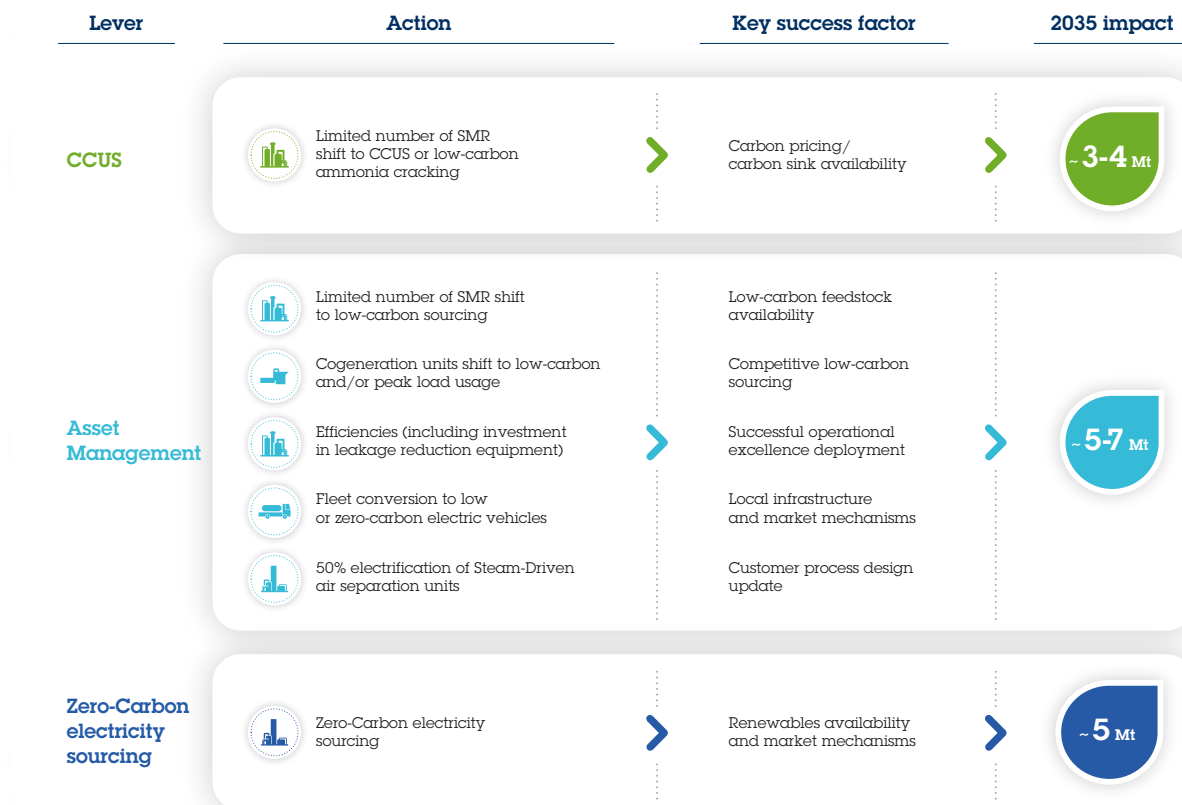 Lever
Action
Key success factor
2035 impact
CCUS
Limited number of SMR
shift to CCUS or low-carbon
ammonia cracking
Carbon pricing/
carbon sink availability
~ 3-4 Mt
Asset
Management
Limited number of SMR shift
to low-carbon sourcing
Low-carbon feedstock
availability
Cogeneration units shift to low-carbon
and/or peak load usage
Competitive low-carbon
sourcing
Efficiencies (including investment
in leakage reduction equipment)
Successful operational
excellence deployment
Fleet conversion to low
or zero-carbon electric vehicles
Local infrastructure
and market mechanisms
50% electrification of Steam-Driven
air separation units
Customer process design
update
~ 5-7 Mt
Zero-Carbon
electricity
sourcing
Zero-Carbon electricity
sourcing
Renewables availability
and market mechanisms
~ 5 Mt